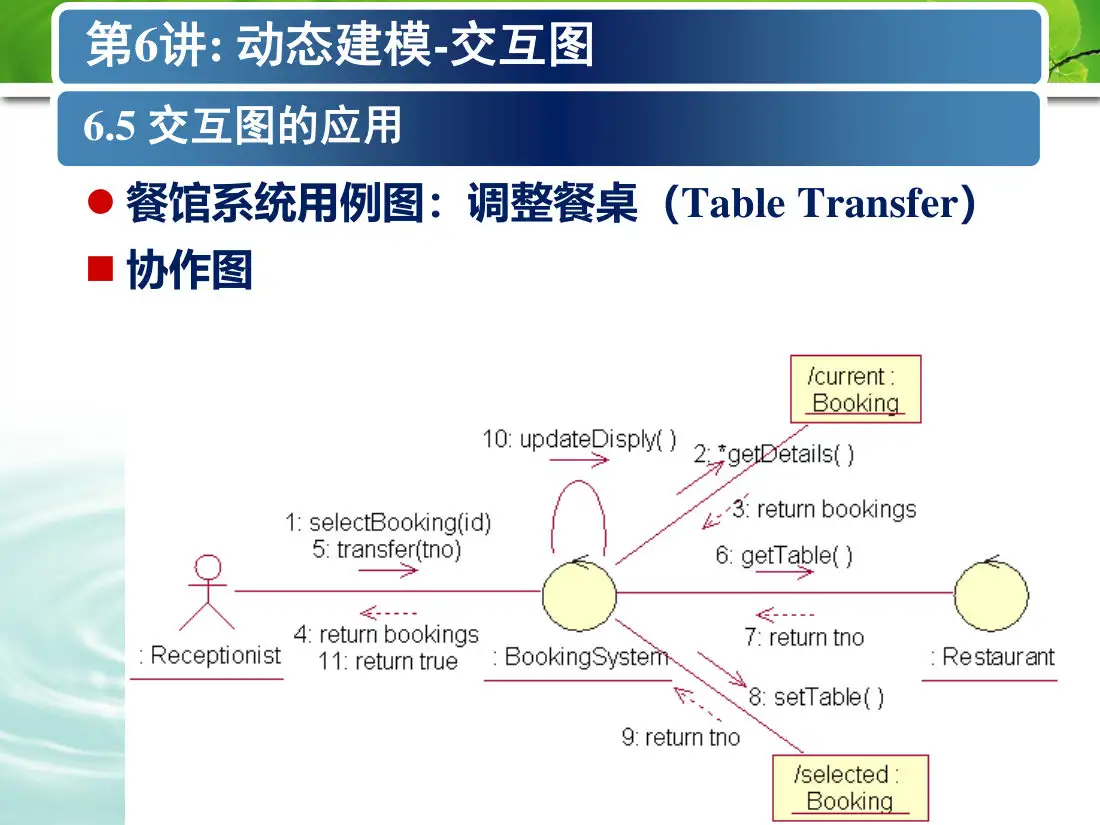 第6讲: 动态建模-交互图
6.5 交互图的应用
餐馆系统用例图：调整餐桌（Table Transfer）
协作图
/current :
Booking
10: updateDisply( )
2: *getDetails( )
3: return bookings
1: selectBooking(id)
5: transfer(tno)
6: getTable( )
4: return bookings
11: return true
7: return tno
: Receptionist
: BookingSystem
: Restaurant
8: setTable( )
9: return tno
/selected :
Booking